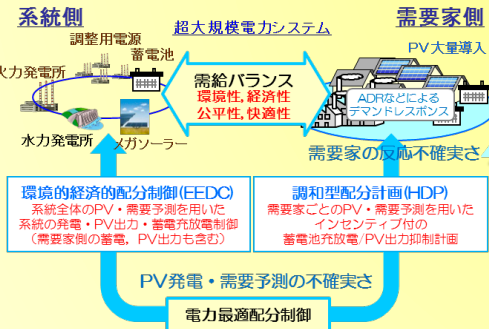 系統側
超大規模電力システム
需要家側
調整用電源
蓄電池
火力発電所
水力発電所
メガソーラー
需給バランス
環境性, 経済性
公平性, 快適性
PV大量導入
ADRなどによる
デマンドレスポンス
需要家の反応不確実さ
環境的経済的配分制御(EEDC)
系統全体のPV・需要予測を用いた
系統の発電・PV出力・蓄電充放電制御
(需要家側の蓄電, PV出力も含む)
調和型配分計画(HDP)
需要家ごとのPV・需要予測を用いた
インセンティブ付の
蓄電池充放電/PV出力抑制計画
PV発電・需要予測の不確実さ
電力最適配分制御